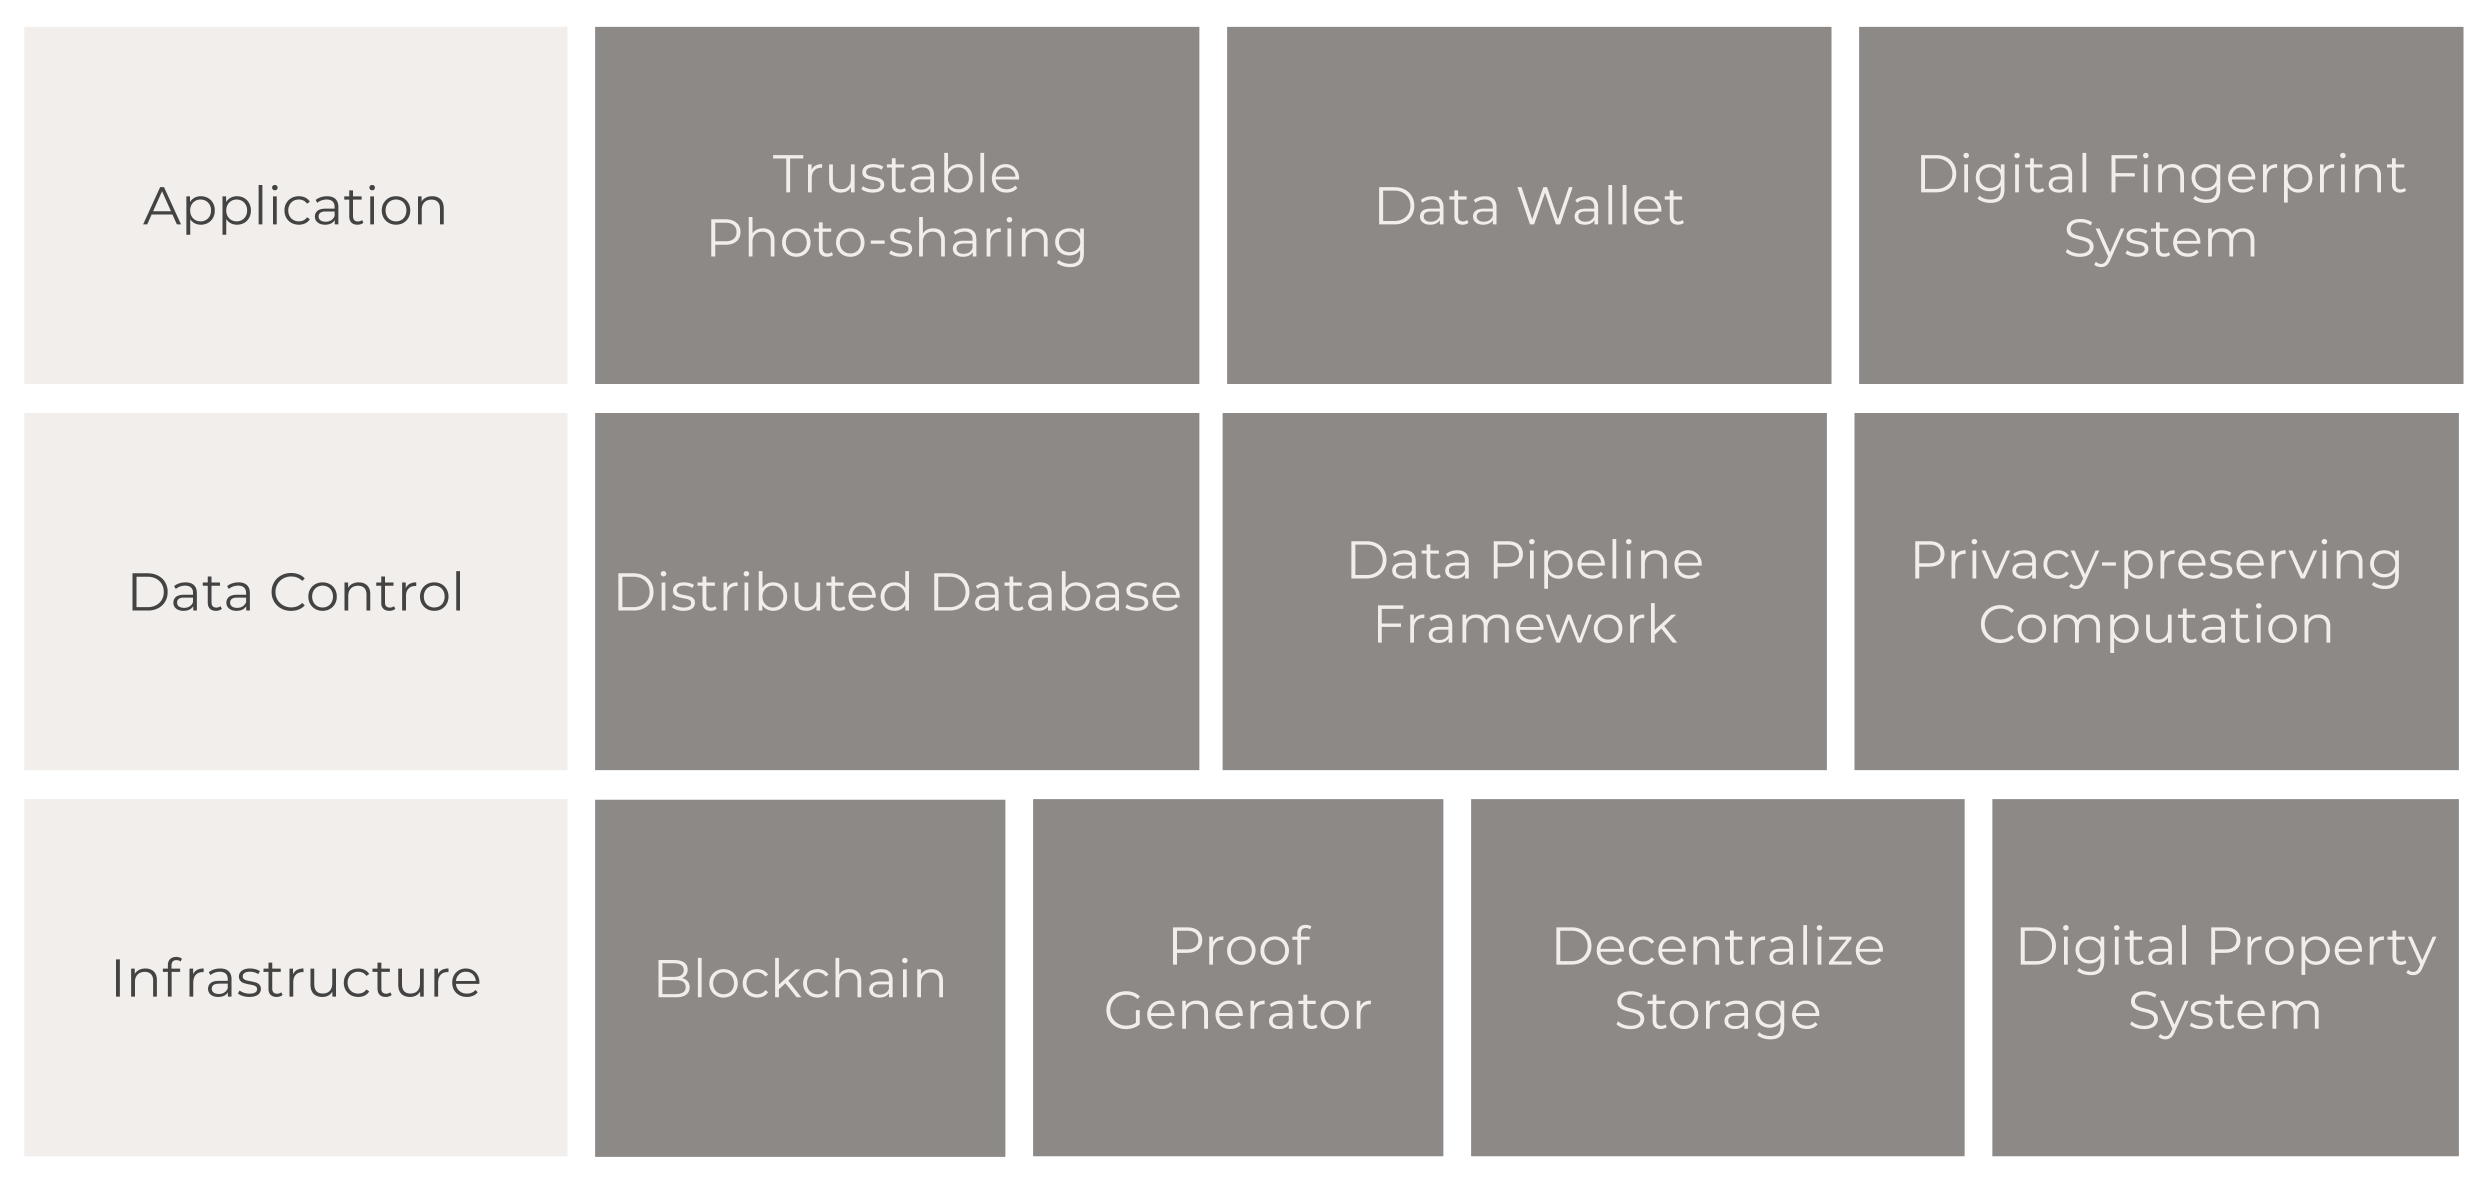 Application
Trustable
Photo-sharing
Data Wallet
Digital Fingerprint
System
Data Control
Distributed Database
Data Pipeline
Framework
Privacy-preserving
Computation
Infrastructure
Blockchain
Proof
Generator
Decentralize
Storage
Digital Property
System